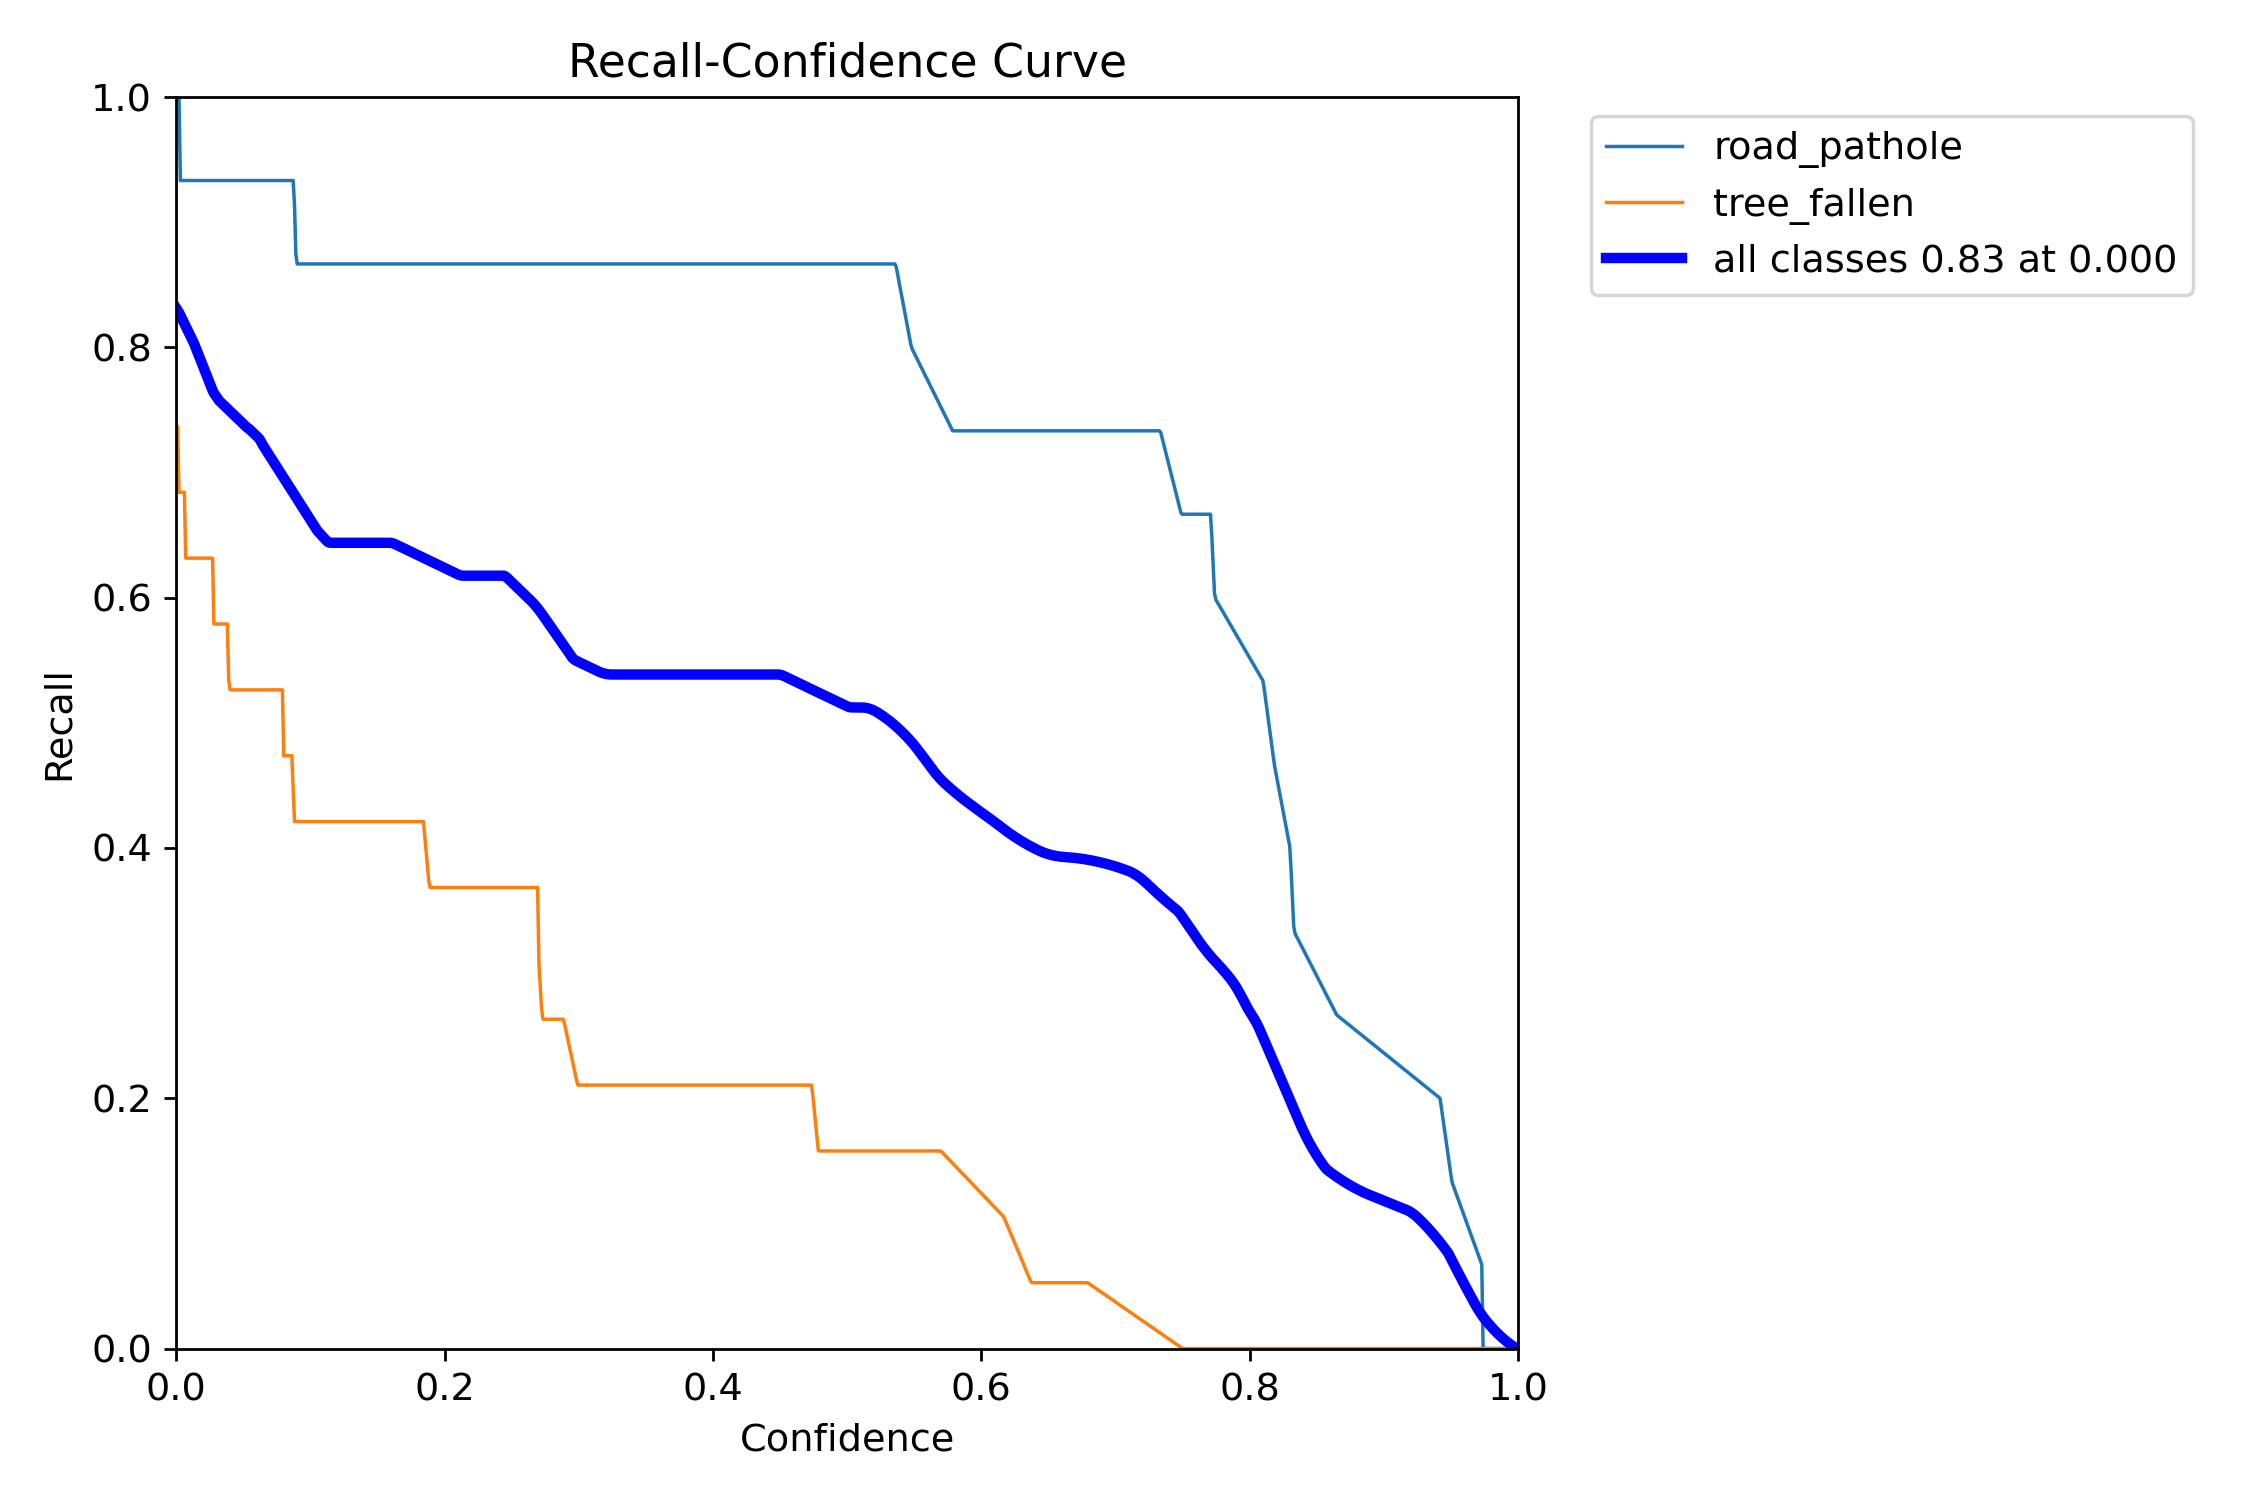 Recall-Confidence Curve
1.0
0.8
0.6
0.4
0.2
0.0
Recall
0.0 0.2 0.4 0.6 0.8 1.0
Confidence
road_pathole
tree_fallen
all classes 0.83 at 0.000